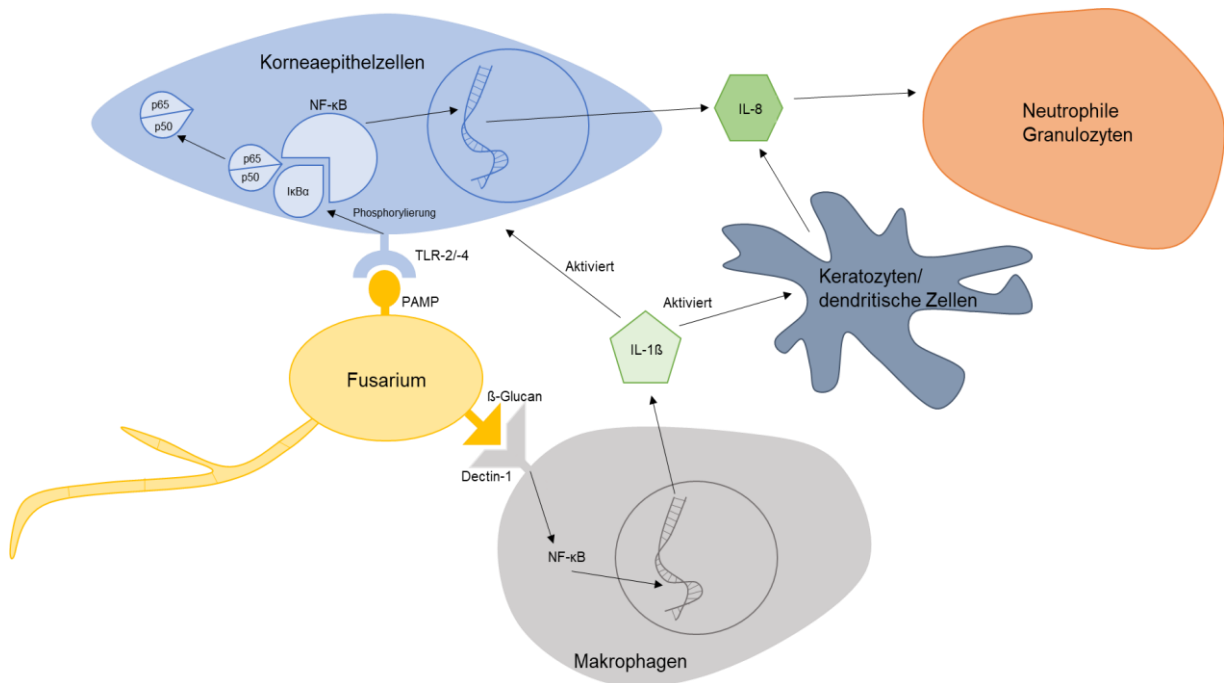 Korneaepithelzellen
NF-κB
p65
p50
p65
p50
IκBα
Phosphorylierung
IL-8
Neutrophile
Granulozyten
TLR-2/-4
PAMP
Aktiviert
Aktiviert
Keratozyten/
dendritische Zellen
IL-1ß
Fusarium
ß-Glucan
Dectin-1
NF-κB
Makrophagen